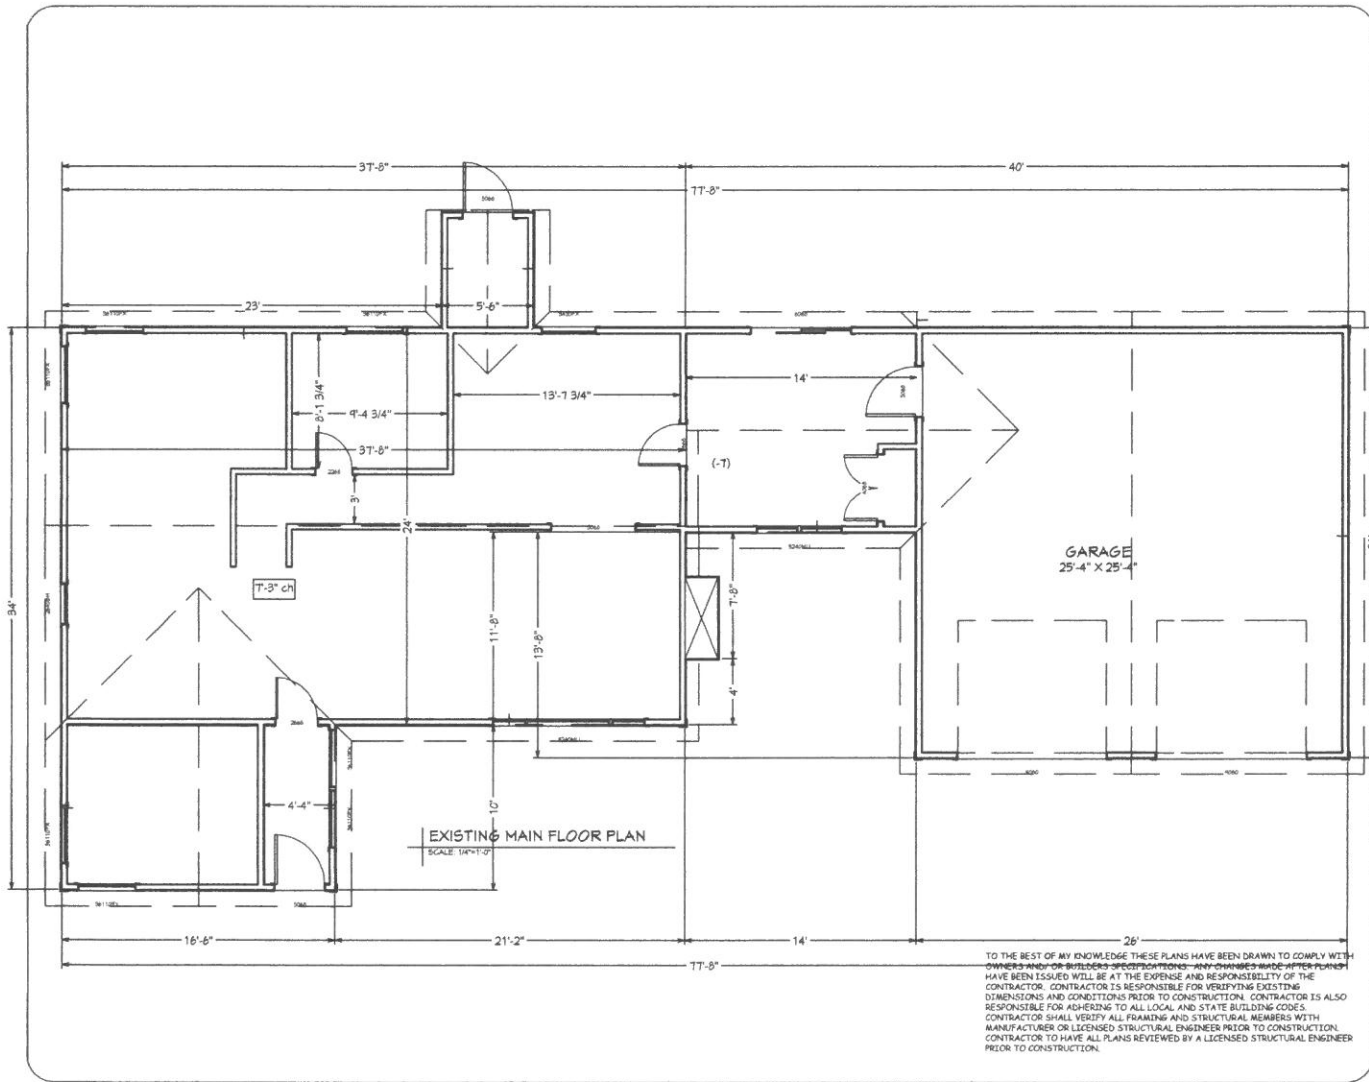 37'-8"
40'
77'-8"
3068
23'
5'-6"
6068
14'
13'-7 3/4"
8'-1 3/4"
9'-4 3/4"
37'-8"
(-7)
3'
24'
5068
GARAGE
25'-4" X 25'-4"
7'-3" ch
34'
11'-8"
13'-8"
7'-8"
4'
2668
10'
4'-4"
EXISTING MAIN FLOOR PLAN
SCALE: 1/4"=1'-0"
3068
16'-6"
21'-2"
14'
26'
77'-8"
TO THE BEST OF MY KNOWLEDGE THESE PLANS HAVE BEEN DRAWN TO COMPLY WITH
OWNERS AND/ OR BUILDERS SPECIFICATIONS. ANY CHANGES MADE AFTER PLANS
HAVE BEEN ISSUED WILL BE AT THE EXPENSE AND RESPONSIBILITY OF THE
CONTRACTOR. CONTRACTOR IS RESPONSIBLE FOR VERIFYING EXISTING
DIMENSIONS AND CONDITIONS PRIOR TO CONSTRUCTION. CONTRACTOR IS ALSO
RESPONSIBLE FOR ADHERING TO ALL LOCAL AND STATE BUILDING CODES.
CONTRACTOR SHALL VERIFY ALL FRAMING AND STRUCTURAL MEMBERS WITH
MANUFACTURER OR LICENSED STRUCTURAL ENGINEER PRIOR TO CONSTRUCTION.
CONTRACTOR TO HAVE ALL PLANS REVIEWED BY A LICENSED STRUCTURAL ENGINEER
PRIOR TO CONSTRUCTION.